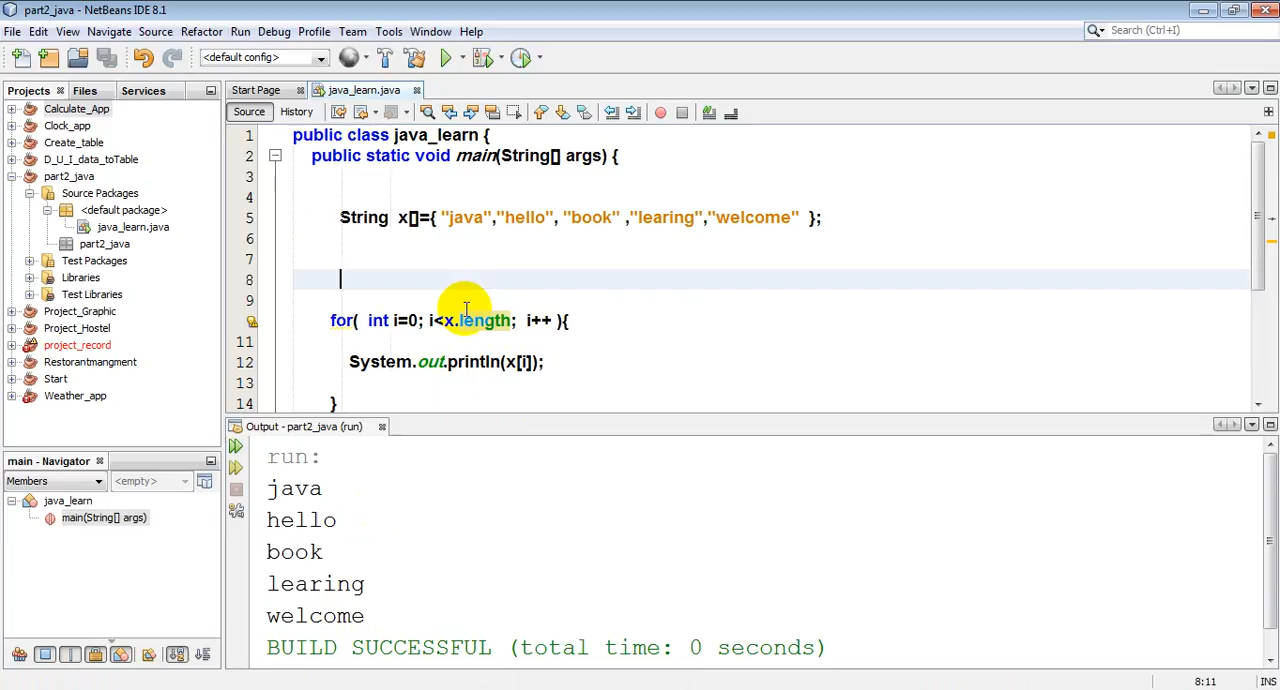 part2_java - NetBeans IDE 8.1
File Edit View Navigate Source Refactor Run Debug Profile Team Tools Window Help
Search (Ctrl+I)
<default config>
Projects Files Services
Calculate_App
Clock_app
Create_table
D_U_I_data_toTable
part2_java
Source Packages
<default package>
java_learn.java
part2_java
Test Packages
Libraries
Test Libraries
Project_Graphic
Project_Hostel
project_record
Restorantmangment
Start
Weather_app
main - Navigator
Members <empty>
java_learn
main(String[] args)
Start Page java_learn.java
Source History
1 public class java_learn {
2 public static void main(String[] args) {
3
4
5 String x[]={ "java","hello", "book" ,"learing","welcome" };
6
7
8
9
for( int i=0; i<x.length; i++ ){
11
12 System.out.println(x[i]);
13
14 }
Output - part2_java (run)
run:
java
hello
book
learing
welcome
BUILD SUCCESSFUL (total time: 0 seconds)
8:11 INS